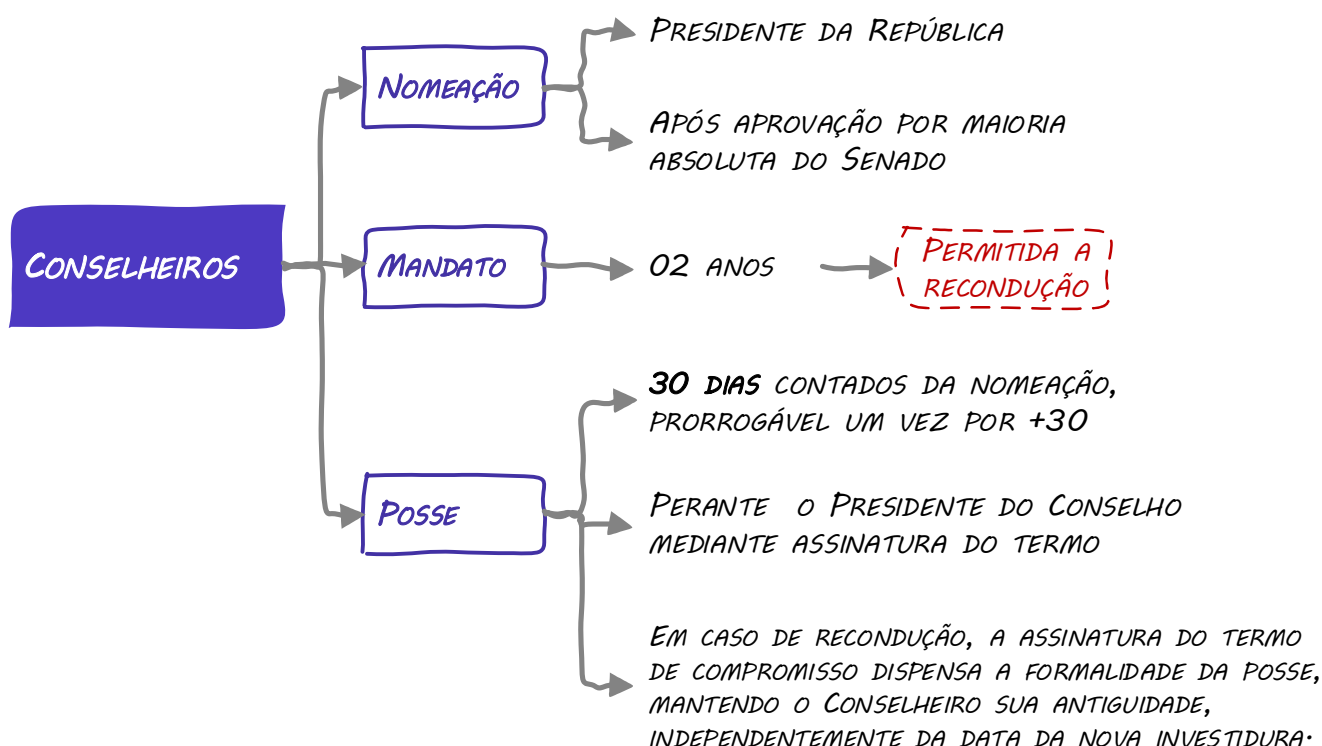 Presidente da República
Nomeação
Após aprovação por maioria
absoluta do Senado
Conselheiros
Mandato
02 anos
Permitida a
recondução
30 dias contados da nomeação,
prorrogável um vez por +30
Posse
Perante o Presidente do Conselho
mediante assinatura do termo
Em caso de recondução, a assinatura do termo
de compromisso dispensa a formalidade da posse,
mantendo o Conselheiro sua antiguidade,
independentemente da data da nova investidura.